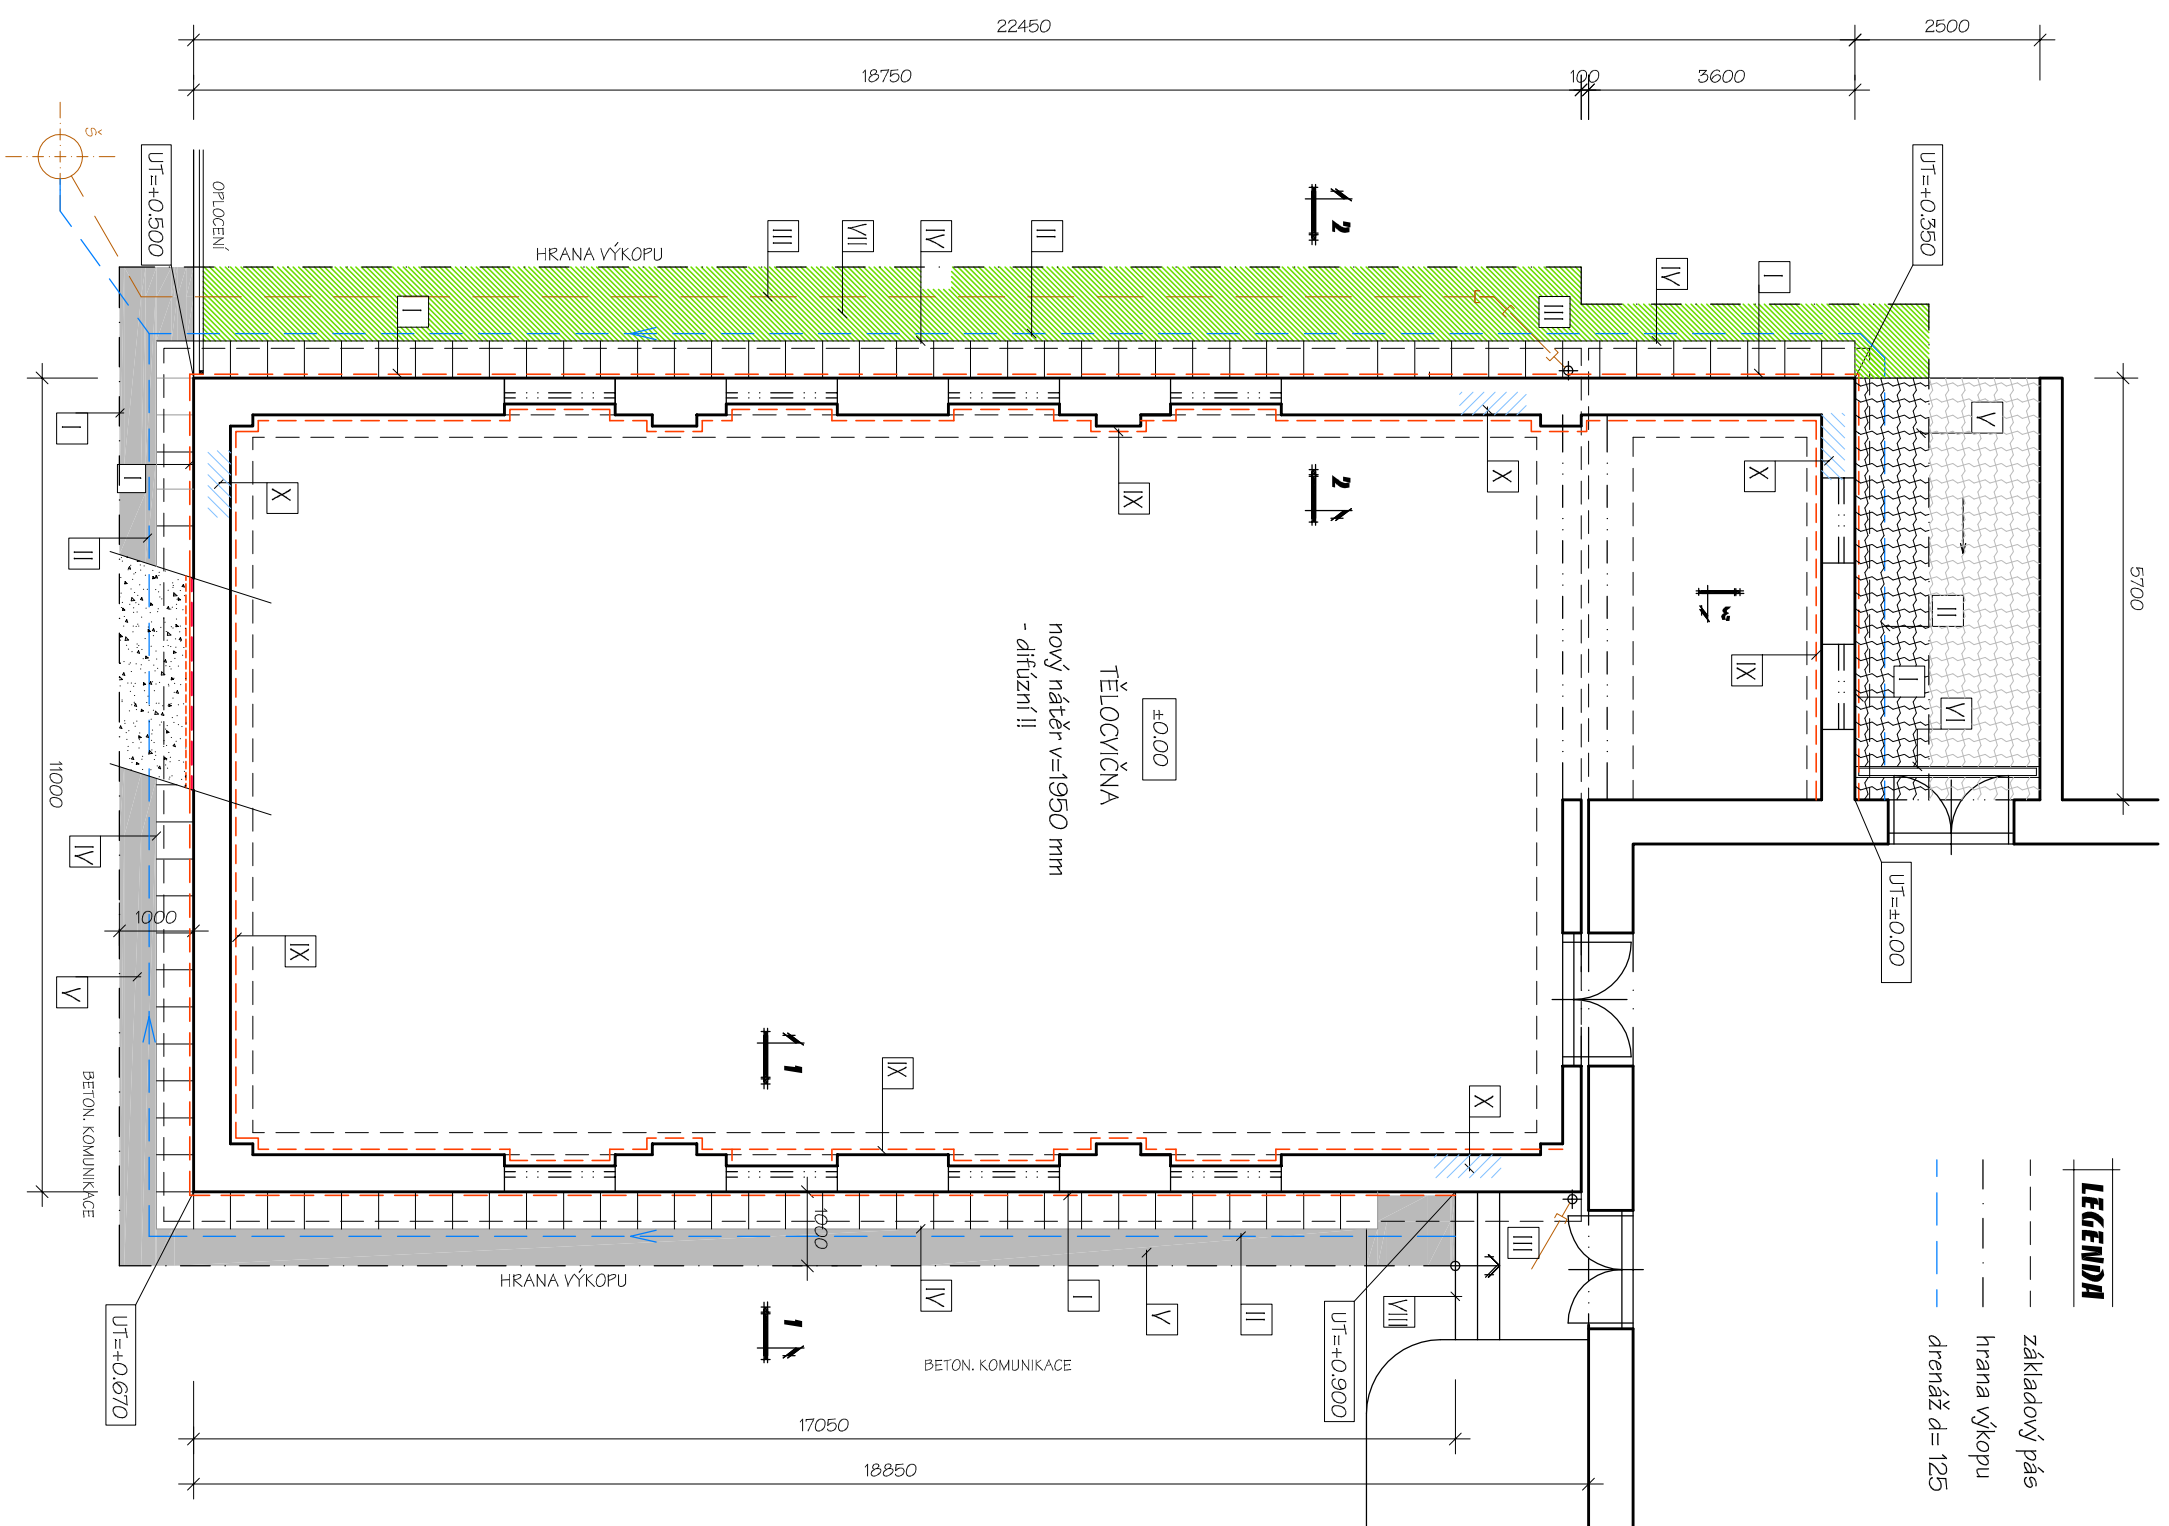 22450
2500
18750
100
3600
Š
UT=+0.500
OPLOCENÍ
HRANA VÝKOPU
III
VII
IV
II
2
IV
I
UT=+0.350
I
III
I
I
II
X
IX
2
X
X
V
II
I
VI
IX
3
5700
TĚLOCVIČNA
±0.00
nový nátěr v=1950 mm
- difúzní !!
11000
IV
1000
V
IX
UT=±0.00
1
IX
X
BETON. KOMUNIKACE
1000
HRANA VÝKOPU
IV
I
V
II
III
VIII
UT=+0.900
UT=+0.670
1
BETON. KOMUNIKACE
17050
18850
LEGENDA
základový pás
hrana výkopu
drenáž d= 125